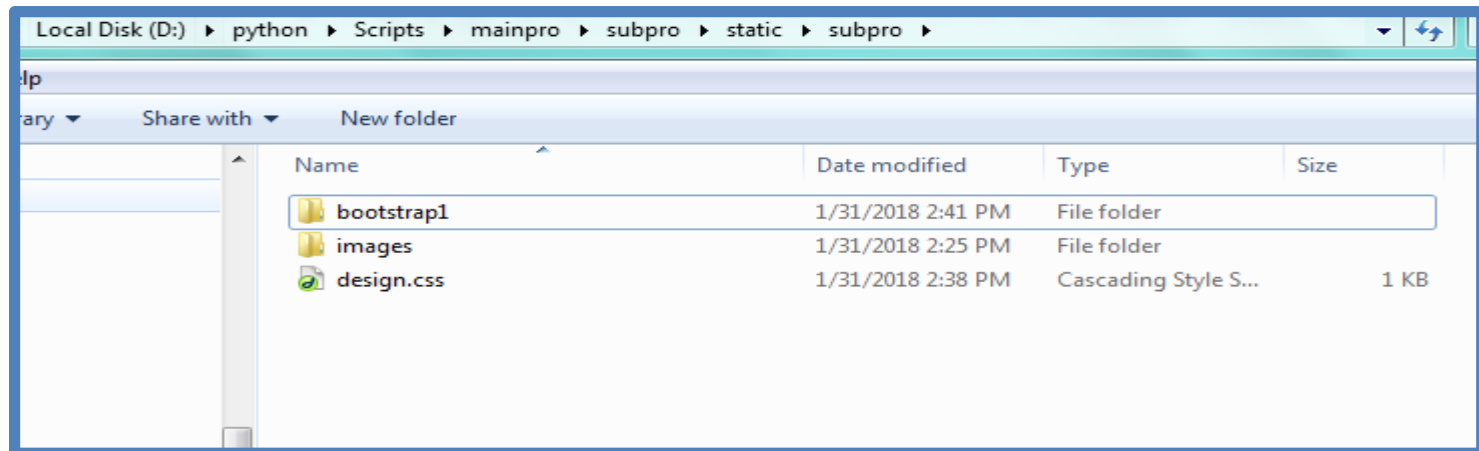 Local Disk (D:) ▸ python ▸ Scripts ▸ mainpro ▸ subpro ▸ static ▸ subpro ▸
elp
rary ▾ Share with ▾ New folder
Name Date modified Type Size
bootstrap1 1/31/2018 2:41 PM File folder
images 1/31/2018 2:25 PM File folder
design.css 1/31/2018 2:38 PM Cascading Style S... 1 KB